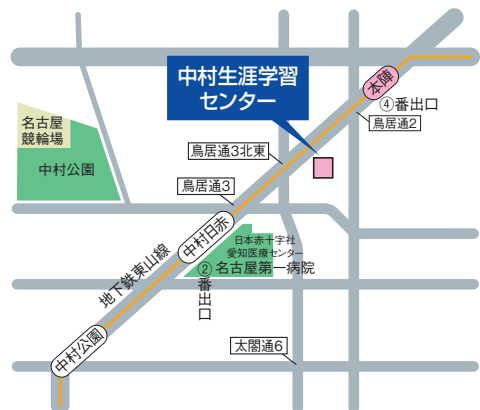 中村生涯学習
センター
本陣
④番出口
鳥居通2
名古屋
競輪場
中村公園
鳥居通3北東
鳥居通3
中村日赤
日本赤十字社
愛知医療センター
名古屋第一病院
②番出口
地下鉄東山線
太閤通6
中村公園